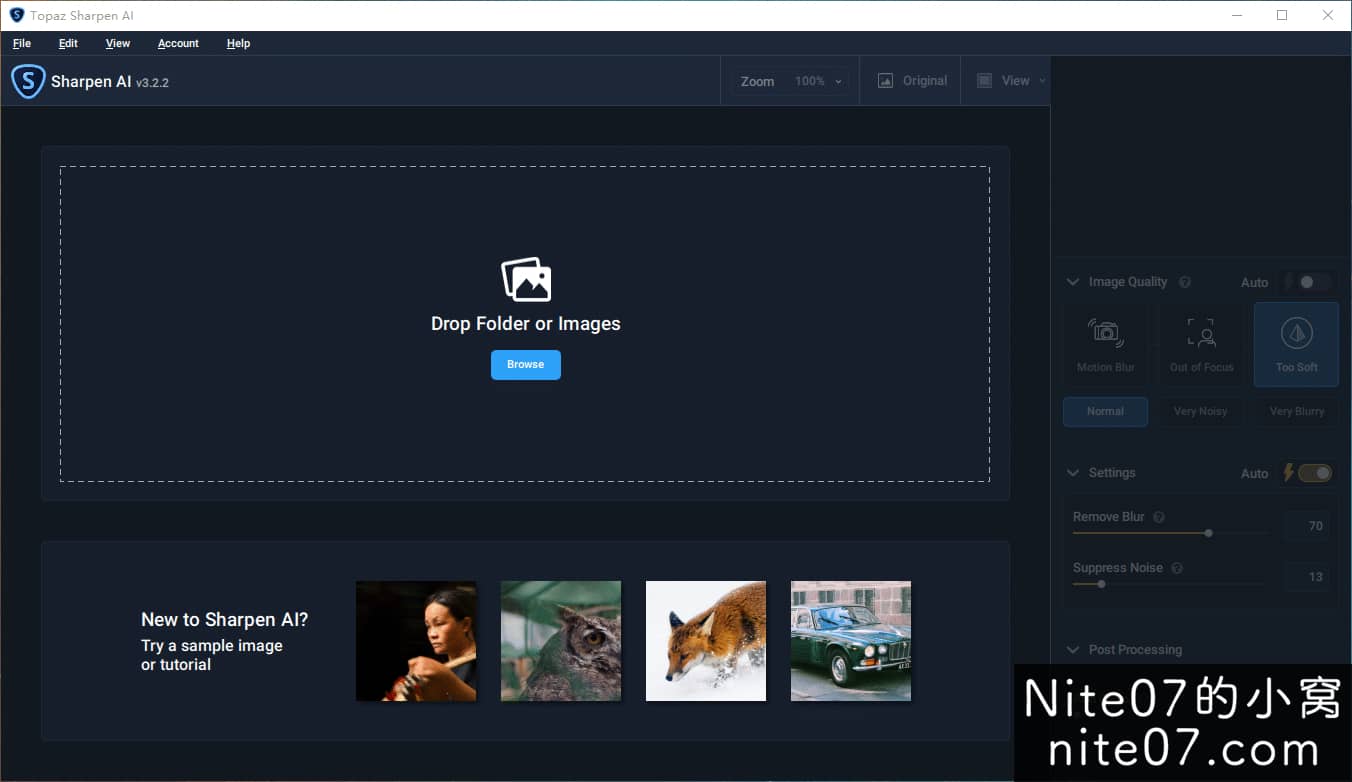 Topaz Sharpen AI
File Edit View Account Help
Sharpen AI v3.2.2
Zoom 100% Original View
Drop Folder or Images
Browse
Image Quality Auto
Motion Blur Out of Focus Too Soft
Normal Very Noisy Very Blurry
Settings Auto
Remove Blur 70
Suppress Noise 13
Post Processing
New to Sharpen AI?
Try a sample image
or tutorial
Nite07的小窝
nite07.com